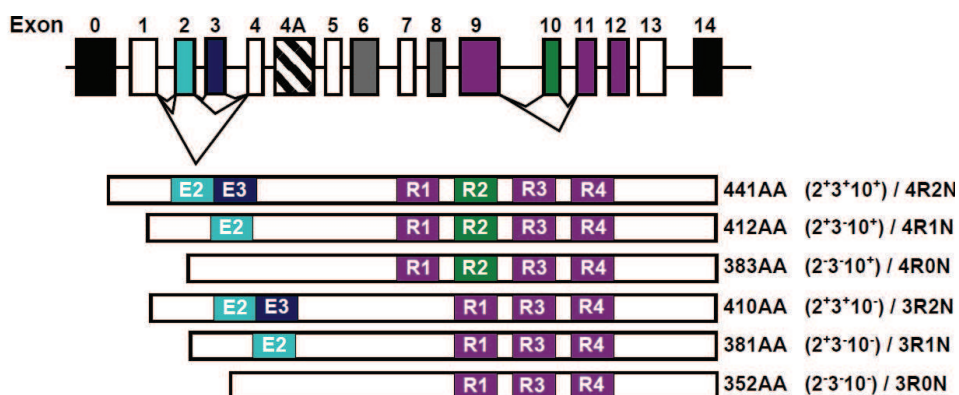 Exon 0 1 2 3 4 4A 5 6 7 8 9 10 11 12 13 14
E2 E3 R1 R2 R3 R4 441AA (2⁺3⁺10⁺) / 4R2N
E2 R1 R2 R3 R4 412AA (2⁺3⁻10⁺) / 4R1N
R1 R2 R3 R4 383AA (2⁻3⁻10⁺) / 4R0N
E2 E3 R1 R3 R4 410AA (2⁺3⁺10⁻) / 3R2N
E2 R1 R3 R4 381AA (2⁺3⁻10⁻) / 3R1N
R1 R3 R4 352AA (2⁻3⁻10⁻) / 3R0N